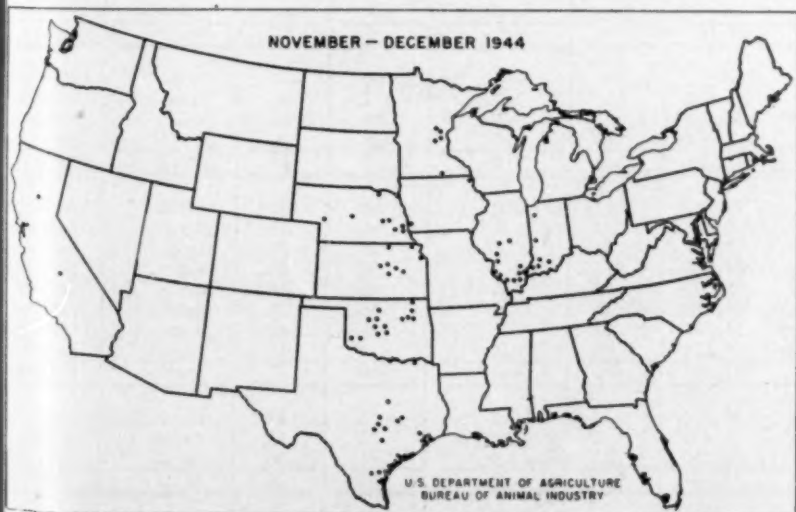 NOVEMBER — DECEMBER 1944
U.S. DEPARTMENT OF AGRICULTURE
BUREAU OF ANIMAL INDUSTRY